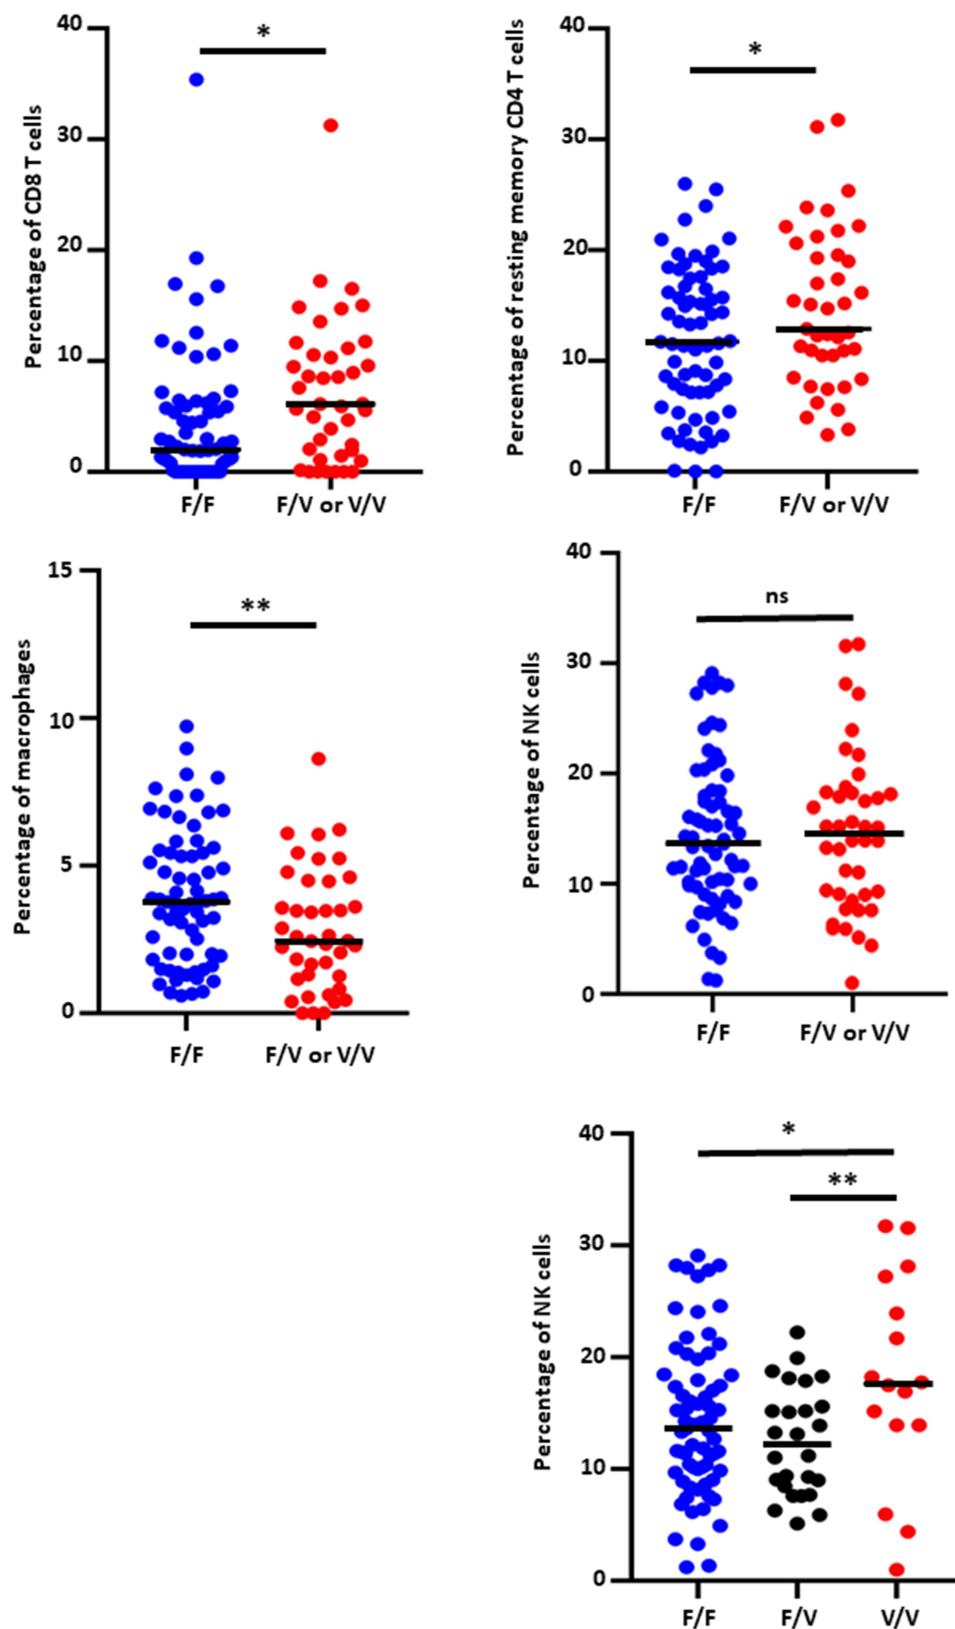 Percentage of CD8 T cells
40
30
20
10
0
*
F/F
F/V or V/V
Percentage of resting memory CD4 T cells
40
30
20
10
0
*
F/F
F/V or V/V
Percentage of macrophages
15
10
5
0
**
F/F
F/V or V/V
Percentage of NK cells
40
30
20
10
0
ns
F/F
F/V or V/V
Percentage of NK cells
40
30
20
10
0
*
**
F/F
F/V
V/V